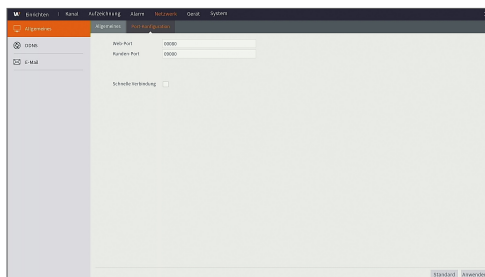 W Einrichten | Kanal Aufzeichnung Alarm Netzwerk Gerät System
Allgemeines
DDNS
E-Mail
Allgemeines Port-Konfiguration
Web-Port 00000
Kunden-Port 00000
Schnelle Verbindung
Standard Anwenden